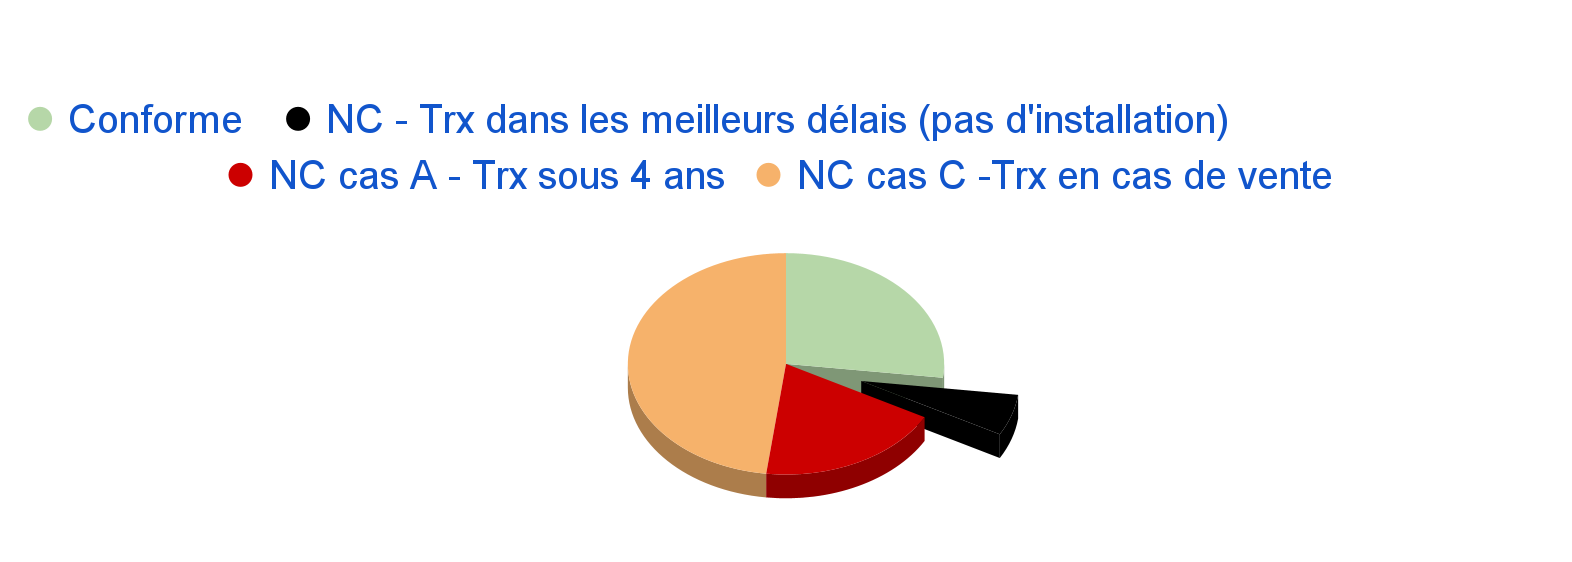 Conforme NC - Trx dans les meilleurs délais (pas d'installation)
NC cas A - Trx sous 4 ans NC cas C -Trx en cas de vente